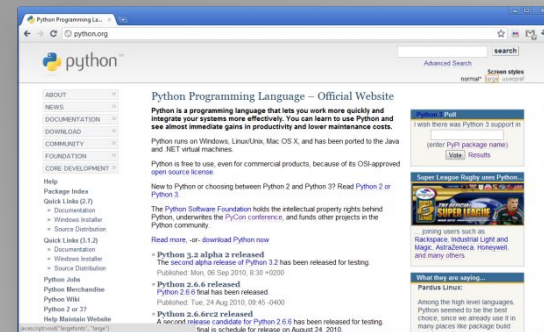 Python Programming La...
python.org
python™
search
Advanced Search
Screen styles
normal* large userpref
ABOUT
NEWS
DOCUMENTATION
DOWNLOAD
COMMUNITY
FOUNDATION
CORE DEVELOPMENT
Help
Package Index
Quick Links (2.7)
» Documentation
» Windows Installer
» Source Distribution
Quick Links (3.1.2)
» Documentation
» Windows Installer
» Source Distribution
Python Jobs
Python Merchandise
Python Wiki
Python 2 or 3?
Help Maintain Website
Python Programming Language – Official Website
Python is a programming language that lets you work more quickly and
integrate your systems more effectively. You can learn to use Python and
see almost immediate gains in productivity and lower maintenance costs.
Python runs on Windows, Linux/Unix, Mac OS X, and has been ported to the Java
and .NET virtual machines.
Python is free to use, even for commercial products, because of its OSI-approved
open source license.
New to Python or choosing between Python 2 and Python 3? Read Python 2 or
Python 3.
The Python Software Foundation holds the intellectual property rights behind
Python, underwrites the PyCon conference, and funds other projects in the
Python community.
Read more, -or- download Python now
» Python 3.2 alpha 2 released
The second alpha release of Python 3.2 has been released for testing.
Published: Mon, 06 Sep 2010, 8:30 +0200
» Python 2.6.6 released
Python 2.6.6 final has been released.
Published: Tue, 24 Aug 2010, 09:45 -0400
» Python 2.6.6rc2 released
A second release candidate for Python 2.6.6 has been released for testing.
final is schedule for release on August 24, 2010.
Python 3 Poll
I wish there was Python 3 support in
(enter PyPI package name)
Vote Results
Super League Rugby uses Python...
SUPER LEAGUE
... joining users such as
Rackspace, Industrial Light and
Magic, AstraZeneca, Honeywell,
and many others.
What they are saying...
Pardus Linux:
Among the high level languages,
Python seemed to be the best
choice, since we already use it in
many places like package build
javascript:void("largefonts", "large")